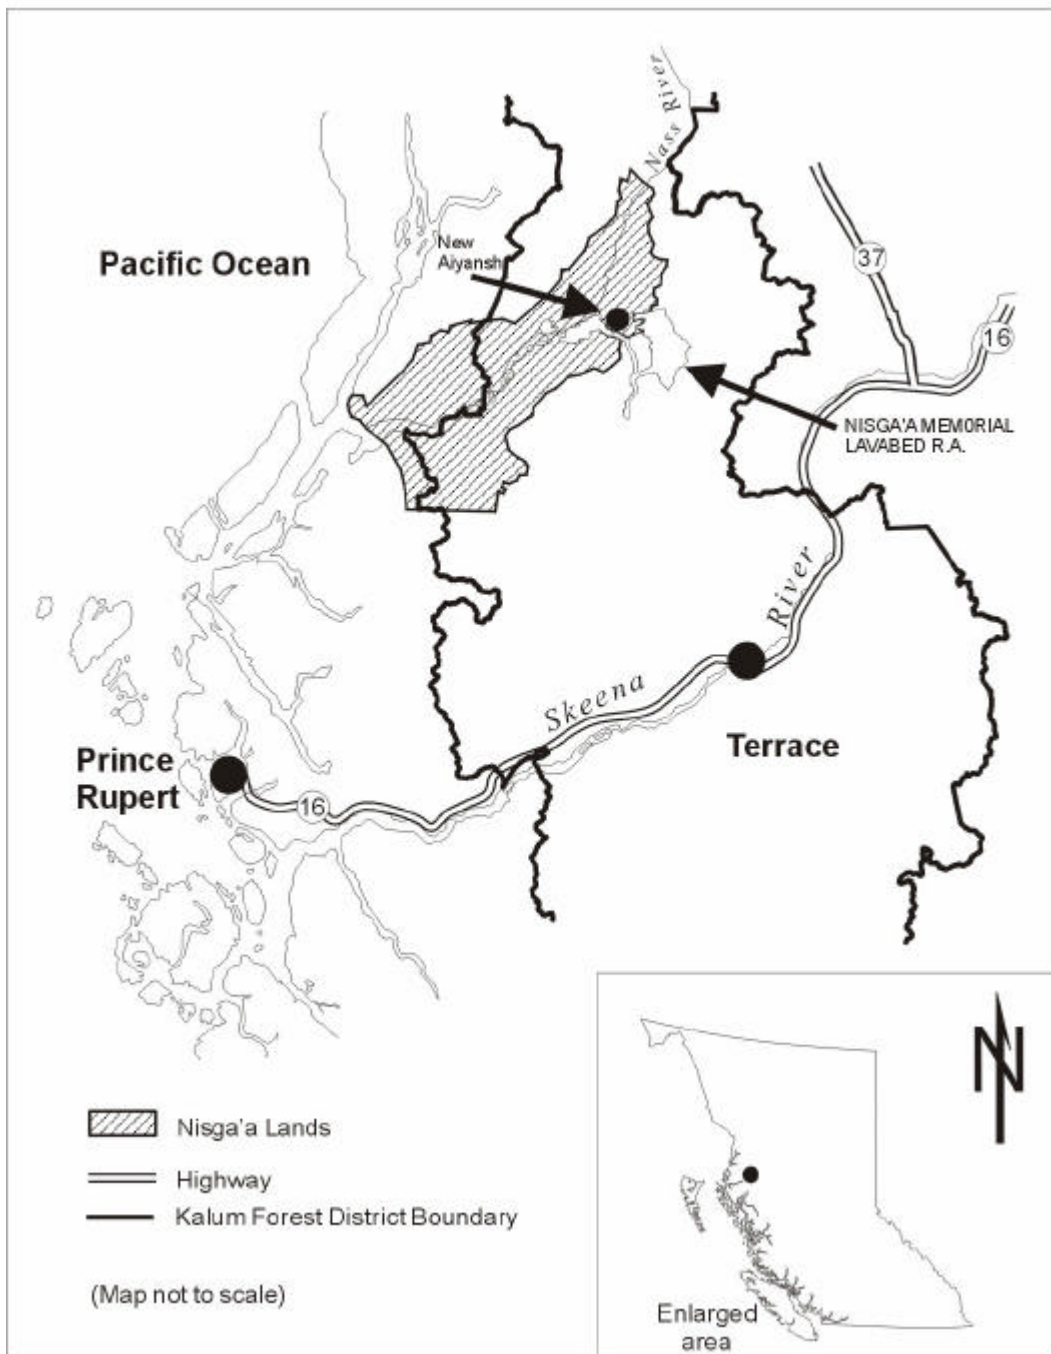 Nass River
New
Aiyansh
Pacific Ocean
37
16
NISGA'A MEMORIAL
LAVABED R.A.
Skeena River
Terrace
Prince
Rupert
16
Nisga'a Lands
Highway
Kalum Forest District Boundary
(Map not to scale)
N
Enlarged
area